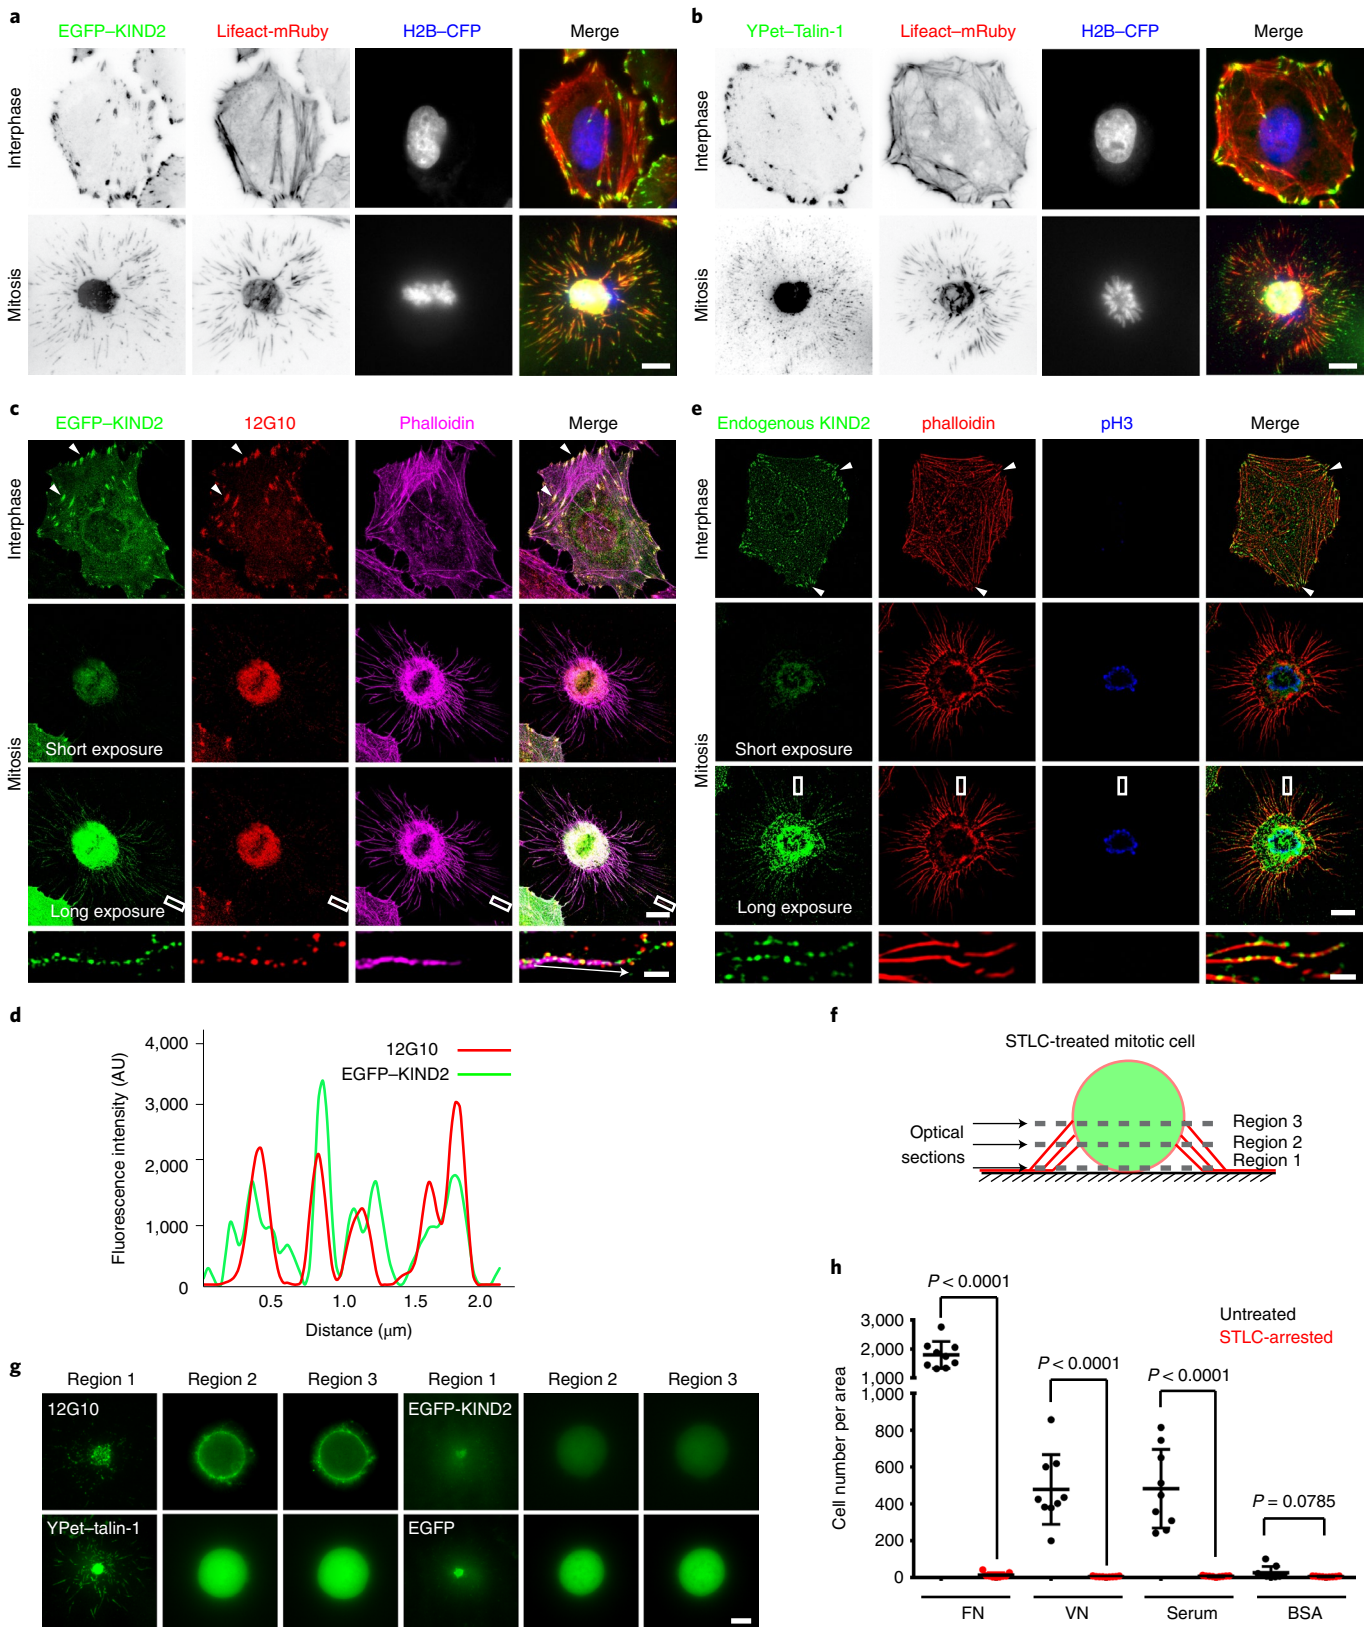 a
EGFP–KIND2
Lifeact-mRuby
H2B–CFP
Merge
Interphase
Mitosis
b
YPet–Talin-1
Lifeact–mRuby
H2B–CFP
Merge
Interphase
Mitosis
c
EGFP–KIND2
12G10
Phalloidin
Merge
Interphase
Mitosis
Short exposure
Long exposure
e
Endogenous KIND2
phalloidin
pH3
Merge
Interphase
Mitosis
Short exposure
Long exposure
d
Fluorescence intensity (AU)
4,000
3,000
2,000
1,000
0
12G10
EGFP–KIND2
0.5
1.0
1.5
2.0
Distance (μm)
f
STLC-treated mitotic cell
Optical
sections
Region 3
Region 2
Region 1
g
Region 1
Region 2
Region 3
Region 1
Region 2
Region 3
12G10
EGFP-KIND2
YPet–talin-1
EGFP
h
Cell number per area
3,000
2,000
1,000
1,000
800
600
400
200
0
P < 0.0001
P < 0.0001
P < 0.0001
P = 0.0785
Untreated
STLC-arrested
FN
VN
Serum
BSA